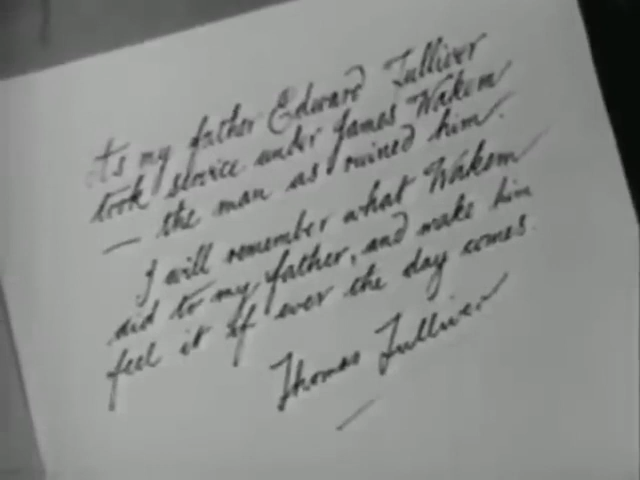 As my father Edward Tulliver
took service under James Wakem
— the man as ruined him.
I will remember what Wakem
did to my father, and make him
feel it if ever the day comes.
Thomas Tulliver